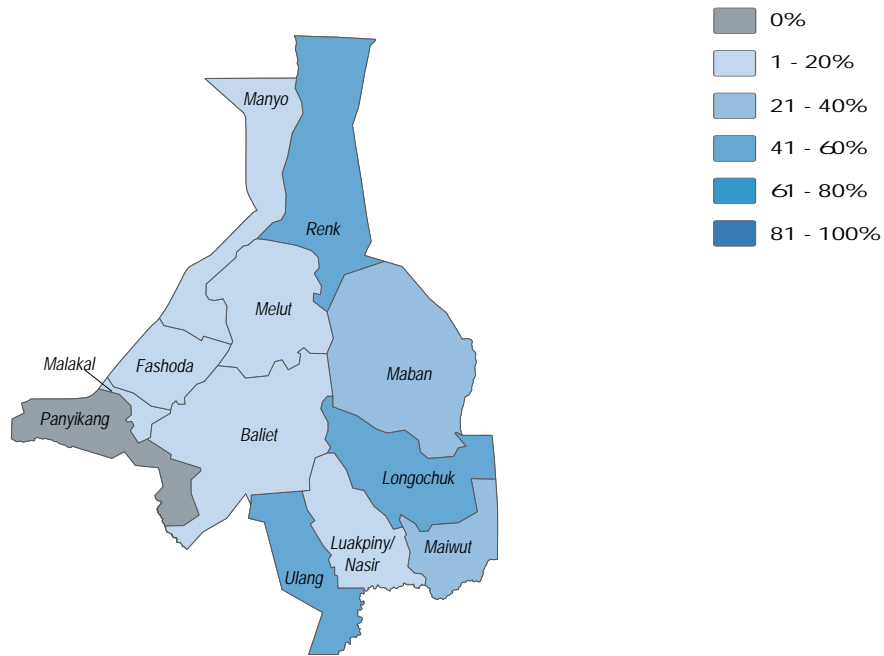 0%
1 - 20%
21 - 40%
41 - 60%
61 - 80%
81 - 100%
Manyo
Renk
Melut
Malakal
Fashoda
Maban
Panyikang
Baliet
Longochuk
Luakpiny/
Nasir
Maiwut
Ulang